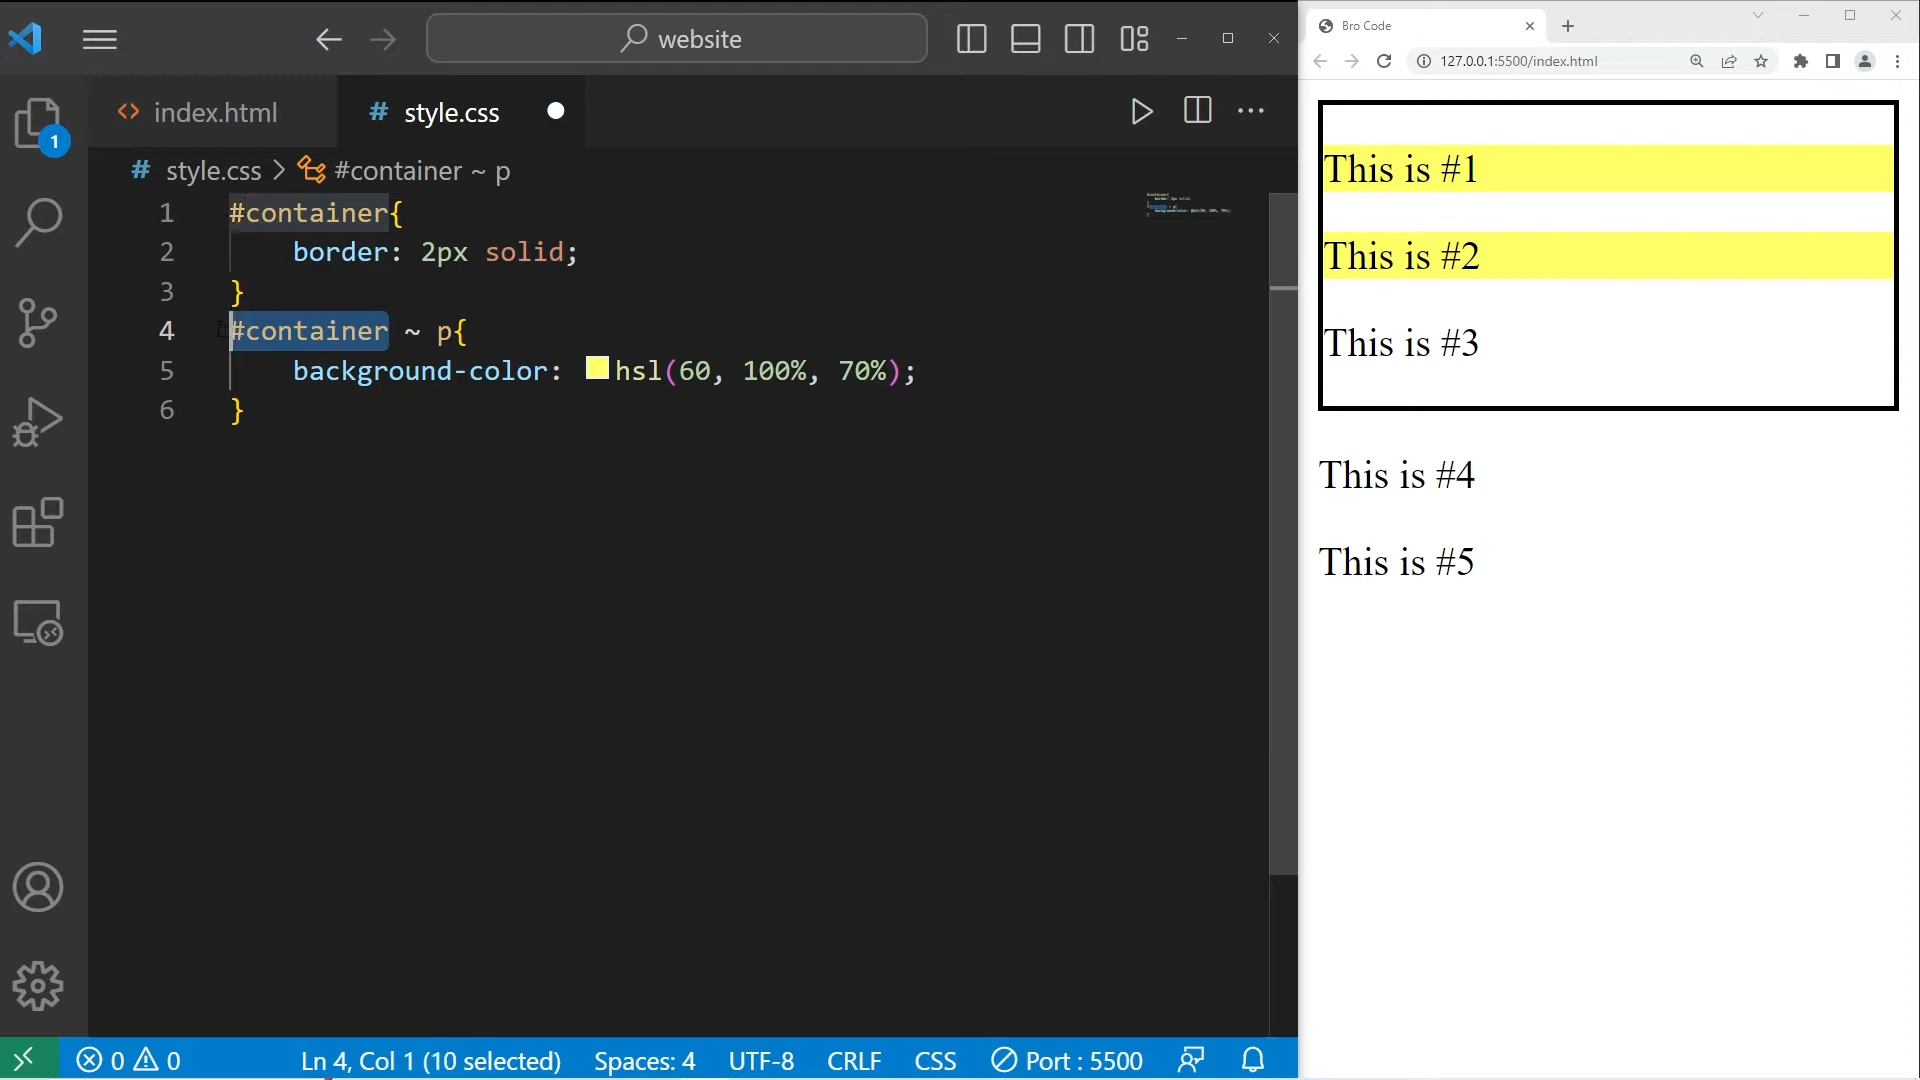 website
Bro Code
127.0.0.1:5500/index.html
index.html
# style.css
# style.css > #container ~ p
1
1 #container{
2 border: 2px solid;
3 }
4 #container ~ p{
5 background-color: hsl(60, 100%, 70%);
6 }
This is #1
This is #2
This is #3
This is #4
This is #5
0 0 Ln 4, Col 1 (10 selected) Spaces: 4 UTF-8 CRLF CSS Port : 5500